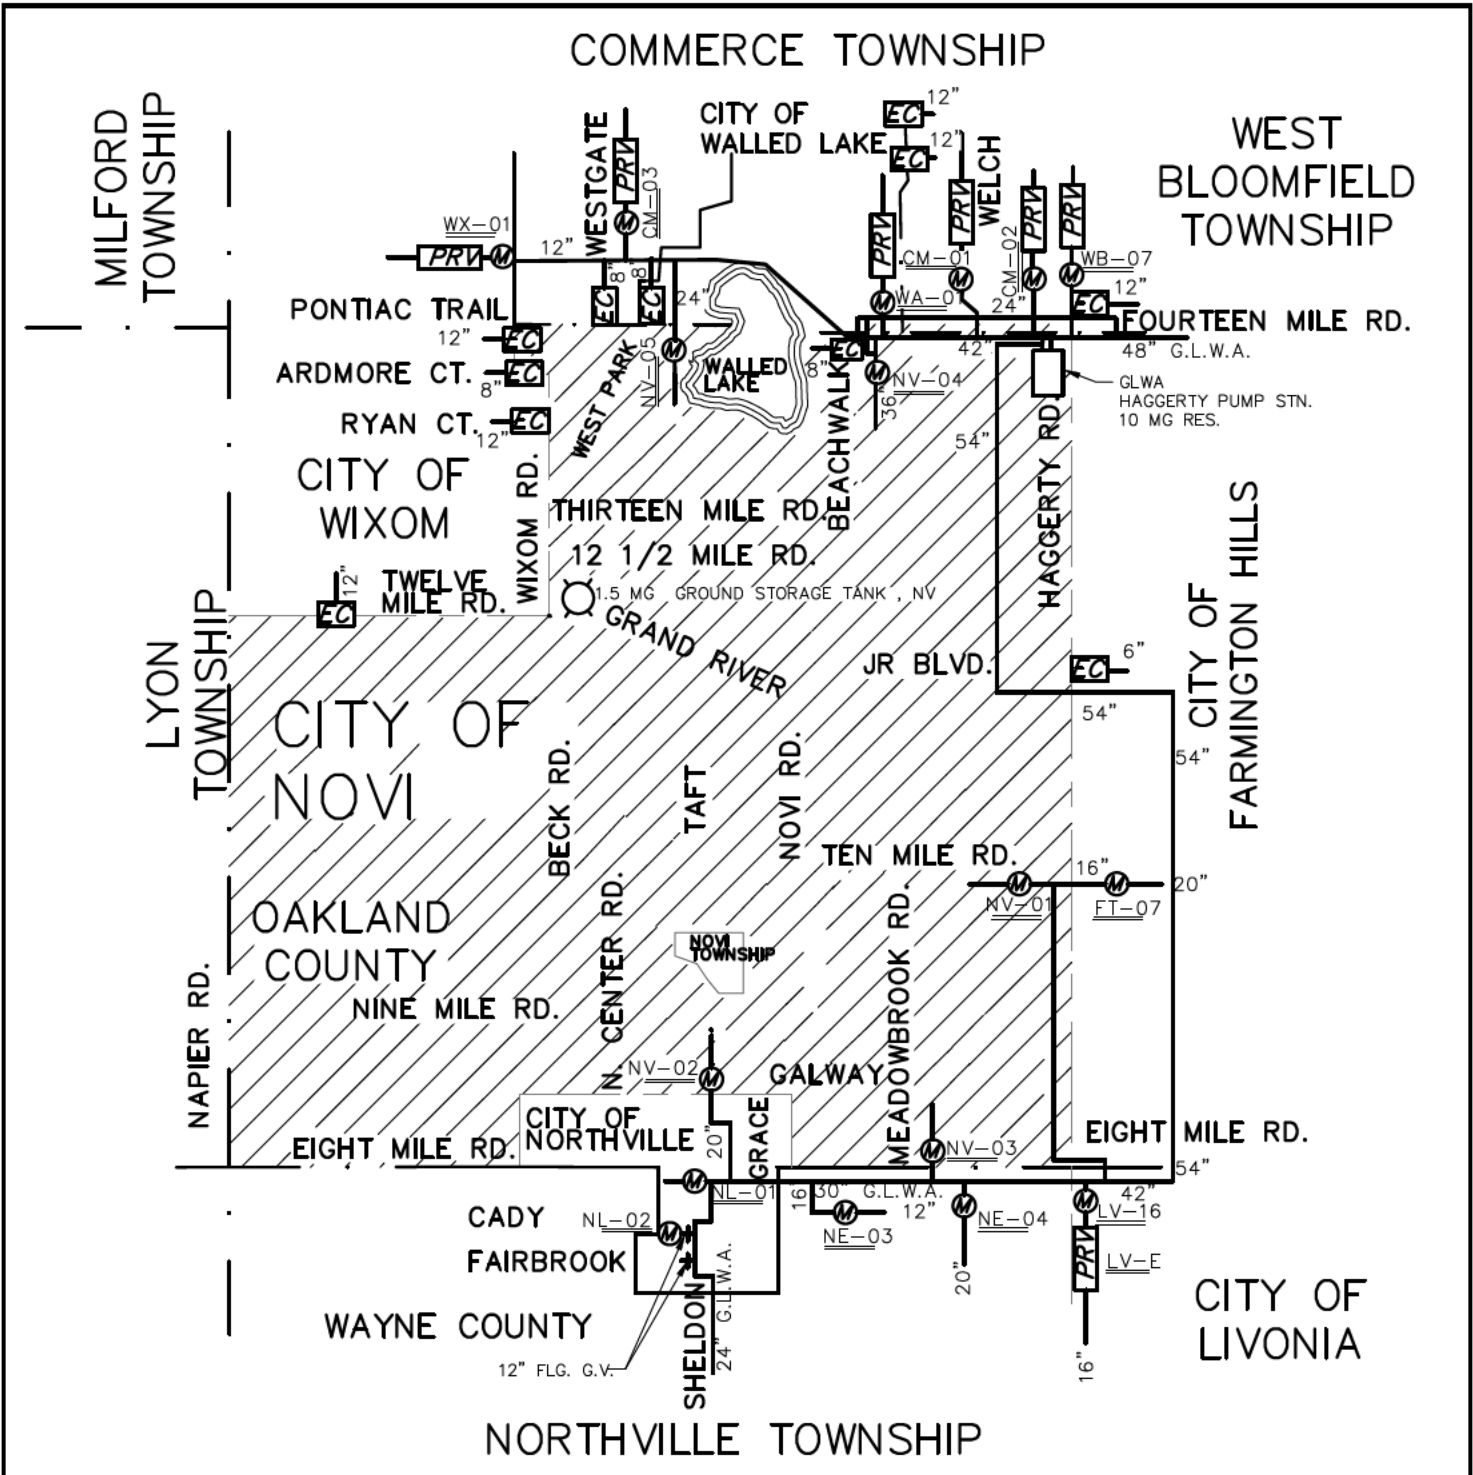 COMMERCE TOWNSHIP
MILFORD
TOWNSHIP
WEST
BLOOMFIELD
TOWNSHIP
CITY OF
WALLED LAKE
WESTGATE
PRV
M
CM-03
EC
12"
EC
12"
WELCH
PRV
PRV
PRV
PRV
WX-01
PRV
M
12"
8"
8"
EC
EC
24"
CM-01
M
CM-02
M
M
WB-07
M
WA-01
24"
EC
12"
PONTIAC TRAIL
12"
EC
FOURTEEN MILE RD.
42"
48" G.L.W.A.
ARDMORE CT.
8"
EC
RYAN CT.
12"
EC
WEST PARK
NV-05
M
WALLED
LAKE
8"
EC
M
NV-04
36"
BEACHWALK
54"
HAGGERTY RD.
GLWA
HAGGERTY PUMP STN.
10 MG RES.
CITY OF
WIXOM
WIXOM RD.
THIRTEEN MILE RD.
12 1/2 MILE RD.
12"
EC
TWELVE
MILE RD.
1.5 MG GROUND STORAGE TANK , NV
GRAND RIVER
JR BLVD.
EC
6"
54"
54"
CITY OF
FARMINGTON HILLS
LYON
TOWNSHIP
CITY OF
NOVI
BECK RD.
TAFT
NOVI RD.
TEN MILE RD.
16"
20"
M
NV-01
M
FT-07
OAKLAND
COUNTY
NAPIER RD.
NINE MILE RD.
N. CENTER RD.
NOVI
TOWNSHIP
MEADOWBROOK RD.
NV-02
M
GALWAY
CITY OF
NORTHVILLE
20"
GRACE
EIGHT MILE RD.
M
NV-03
EIGHT MILE RD.
54"
M
NL-01
16"
30" G.L.W.A.
12"
42"
CADY
NL-02
M
M
NE-03
M
NE-04
M
LV-16
FAIRBROOK
20"
PRV
LV-E
16"
WAYNE COUNTY
12" FLG. G.V.
SHELDON
24" G.L.W.A.
CITY OF
LIVONIA
NORTHVILLE TOWNSHIP